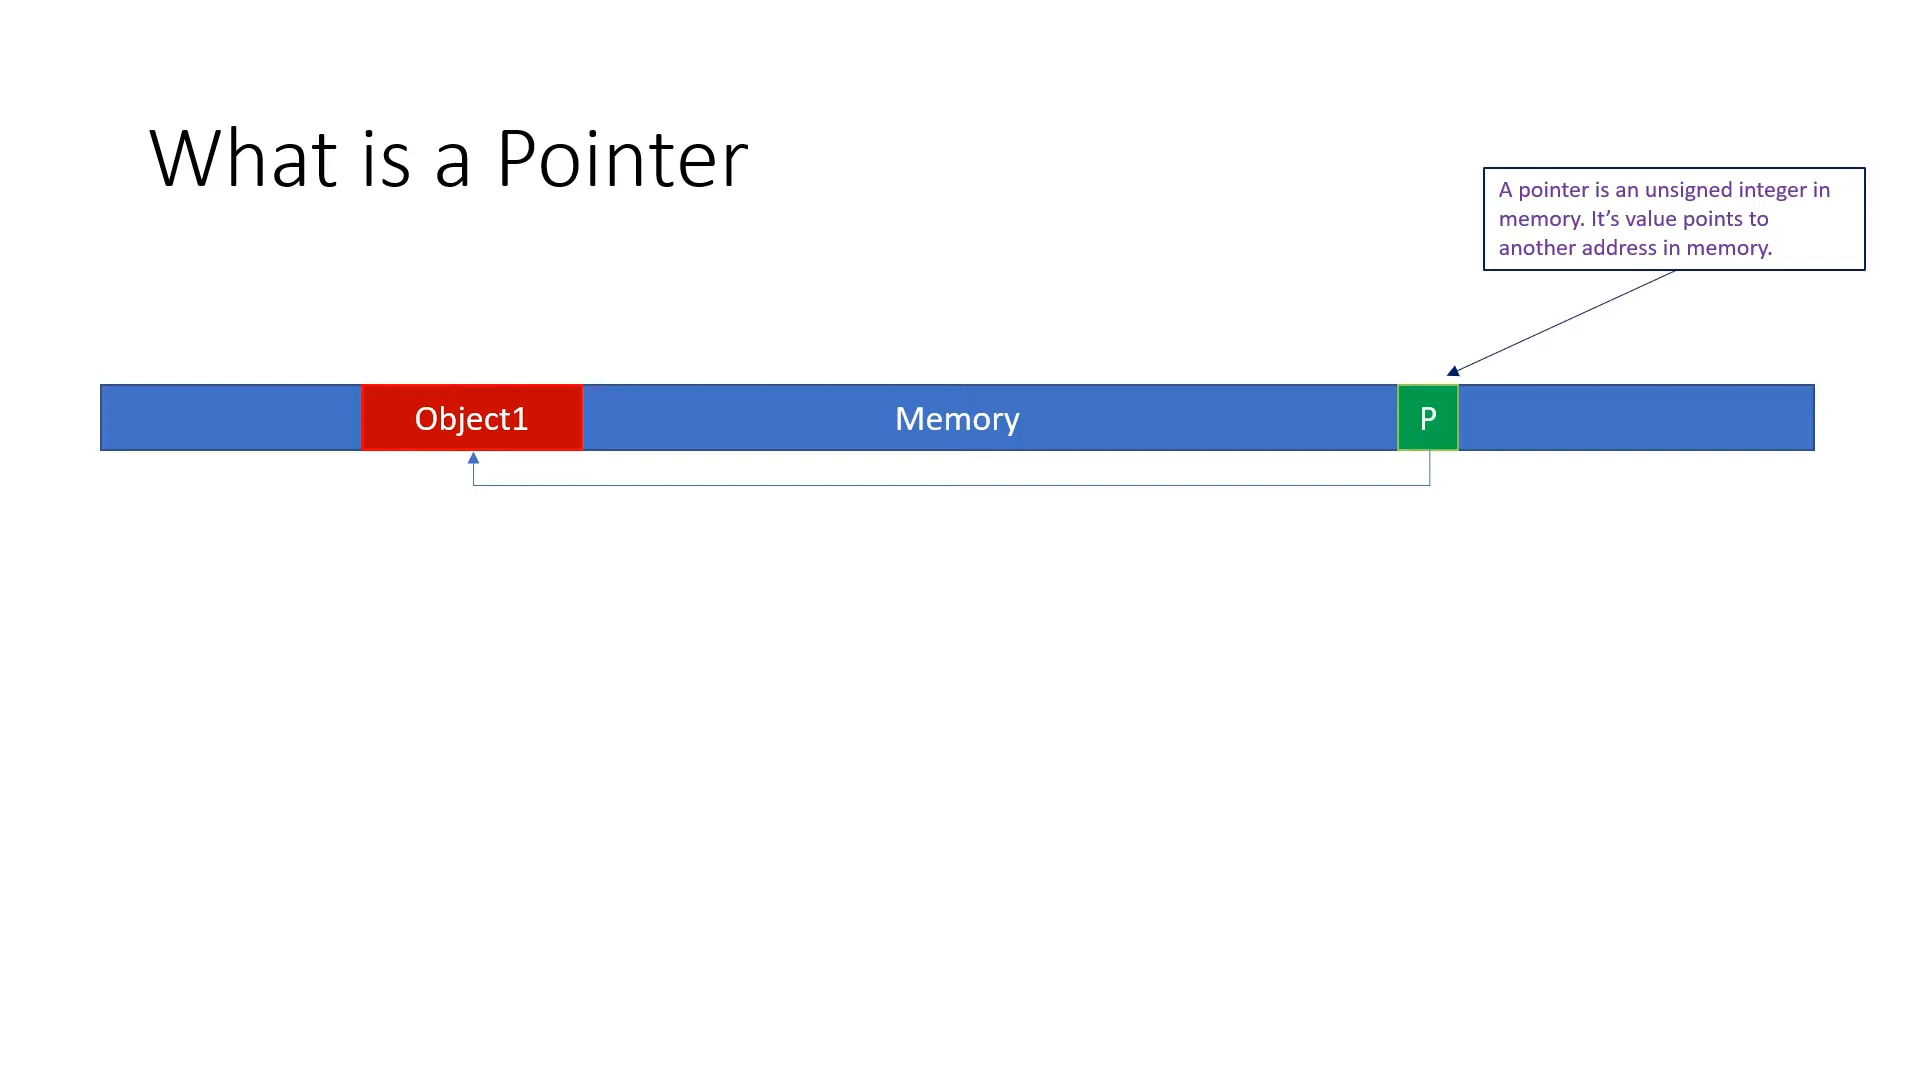 What is a Pointer
A pointer is an unsigned integer in
memory. It’s value points to
another address in memory.
Object1
Memory
P